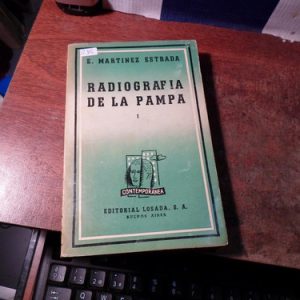 E. MARTINEZ ESTRADA
RADIOGRAFIA
DE LA PAMPA
I
CONTEMPORANEA
EDITORIAL LOSADA, S. A.
BUENOS AIRES